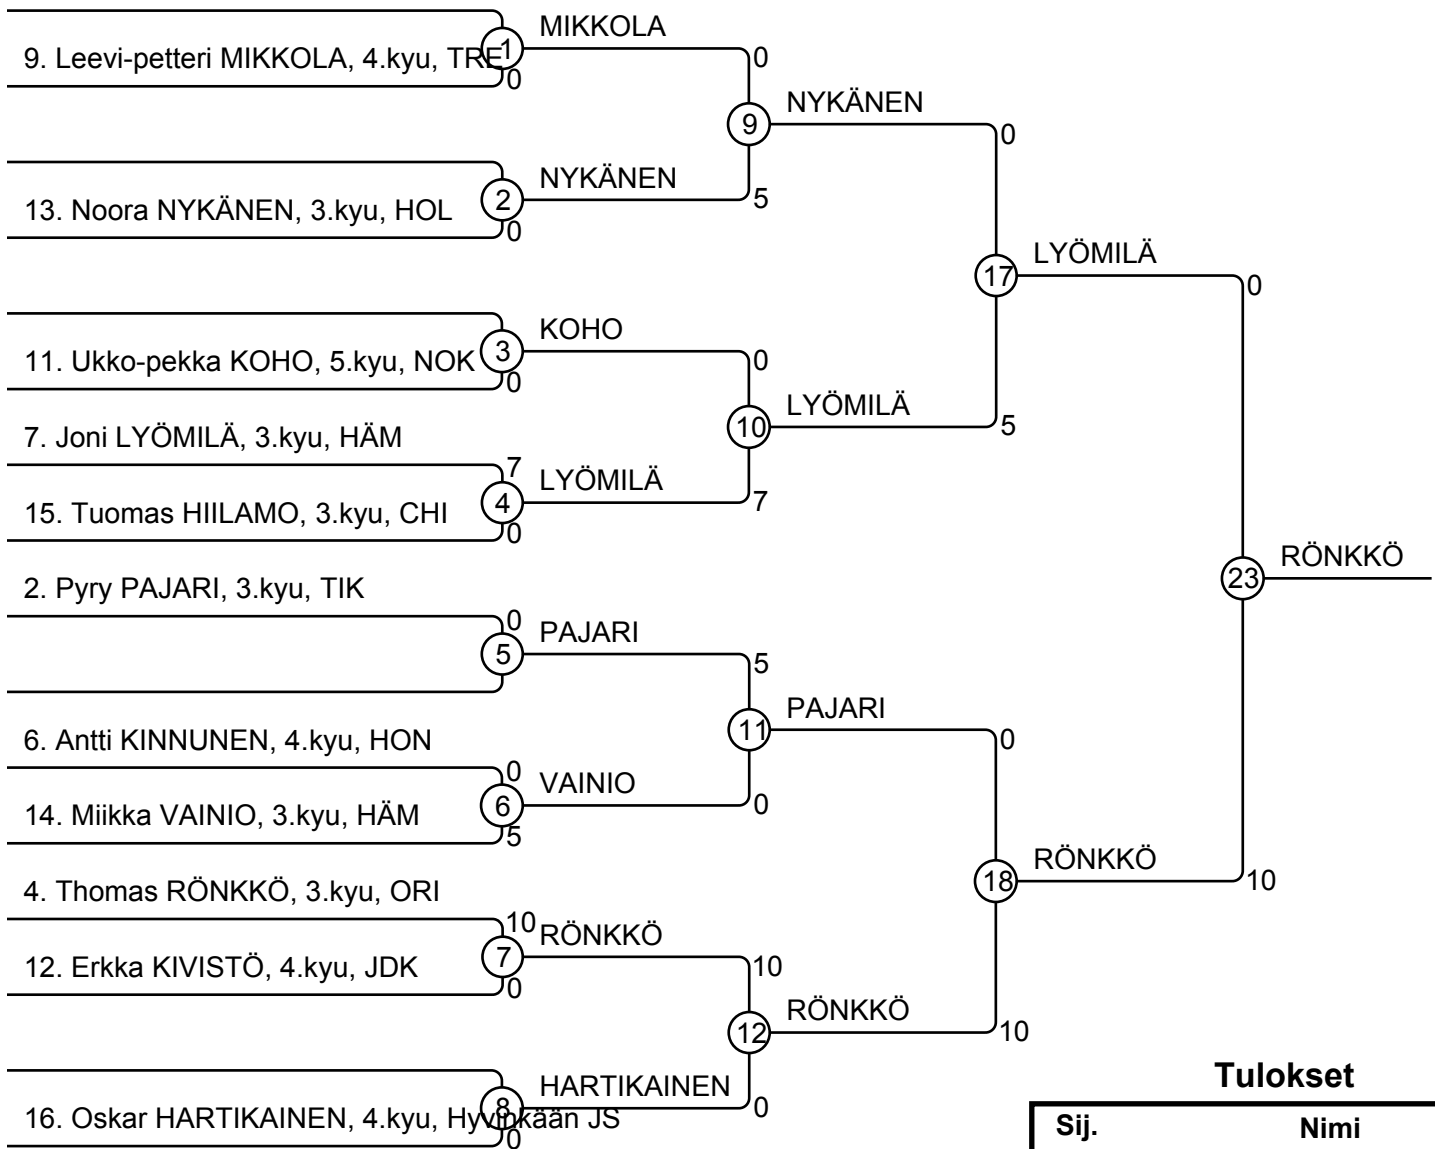 MIKKOLA
9. Leevi-petteri MIKKOLA, 4.kyu, TRE
1
0
0
NYKÄNEN
9
0
13. Noora NYKÄNEN, 3.kyu, HOL
2
NYKÄNEN
5
0
LYÖMILÄ
17
0
KOHO
11. Ukko-pekka KOHO, 5.kyu, NOK
3
0
0
LYÖMILÄ
10
5
7. Joni LYÖMILÄ, 3.kyu, HÄM
7
LYÖMILÄ
4
7
15. Tuomas HIILAMO, 3.kyu, CHI
0
RÖNKKÖ
23
2. Pyry PAJARI, 3.kyu, TIK
0
PAJARI
5
5
PAJARI
11
0
6. Antti KINNUNEN, 4.kyu, HON
0
VAINIO
6
0
14. Miikka VAINIO, 3.kyu, HÄM
5
RÖNKKÖ
18
10
4. Thomas RÖNKKÖ, 3.kyu, ORI
10
RÖNKKÖ
7
10
12. Erkka KIVISTÖ, 4.kyu, JDK
0
RÖNKKÖ
12
10
HARTIKAINEN
8
0
16. Oskar HARTIKAINEN, 4.kyu, Hyvinkään JS
0
Tulokset
Sij. Nimi